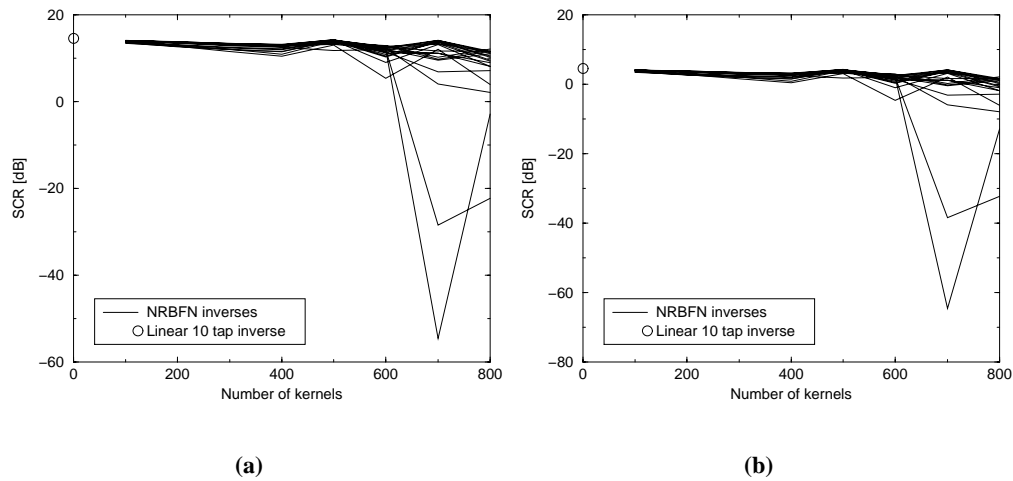 20
0
−20
−40
−60
SCR [dB]
0 200 400 600 800
Number of kernels
NRBFN inverses
Linear 10 tap inverse
(a)
20
0
−20
−40
−60
−80
SCR [dB]
0 200 400 600 800
Number of kernels
NRBFN inverses
Linear 10 tap inverse
(b)